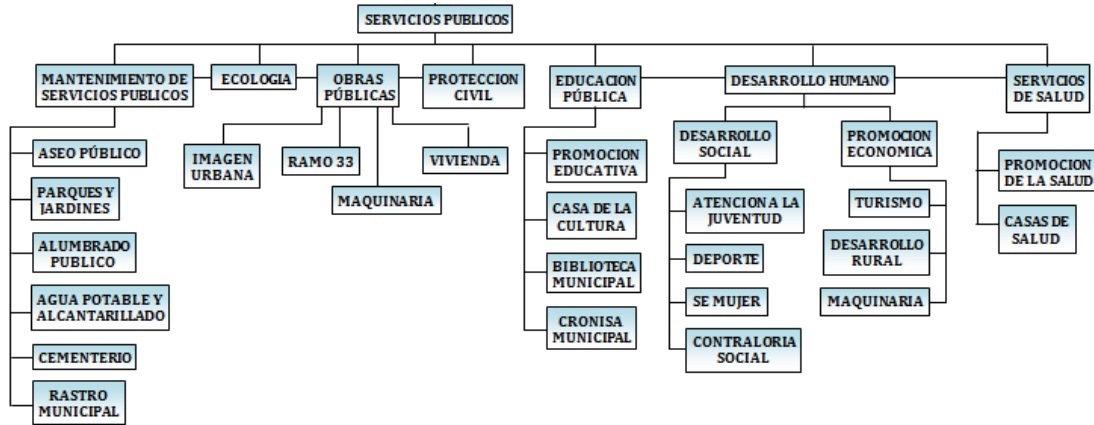 SERVICIOS PUBLICOS
MANTENIMIENTO DE
SERVICIOS PUBLICOS
ECOLOGIA
OBRAS
PÚBLICAS
PROTECCION
CIVIL
EDUCACION
PÚBLICA
DESARROLLO HUMANO
SERVICIOS
DE SALUD
ASEO PÚBLICO
PARQUES Y
JARDINES
ALUMBRADO
PUBLICO
AGUA POTABLE Y
ALCANTARILLADO
CEMENTERIO
RASTRO
MUNICIPAL
IMAGEN
URBANA
RAMO 33
MAQUINARIA
VIVIENDA
PROMOCION
EDUCATIVA
CASA DE LA
CULTURA
BIBLIOTECA
MUNICIPAL
CRONISA
MUNICIPAL
DESARROLLO
SOCIAL
ATENCION A LA
JUVENTUD
DEPORTE
SE MUJER
CONTRALORIA
SOCIAL
PROMOCION
ECONOMICA
TURISMO
DESARROLLO
RURAL
MAQUINARIA
PROMOCION
DE LA SALUD
CASAS DE
SALUD